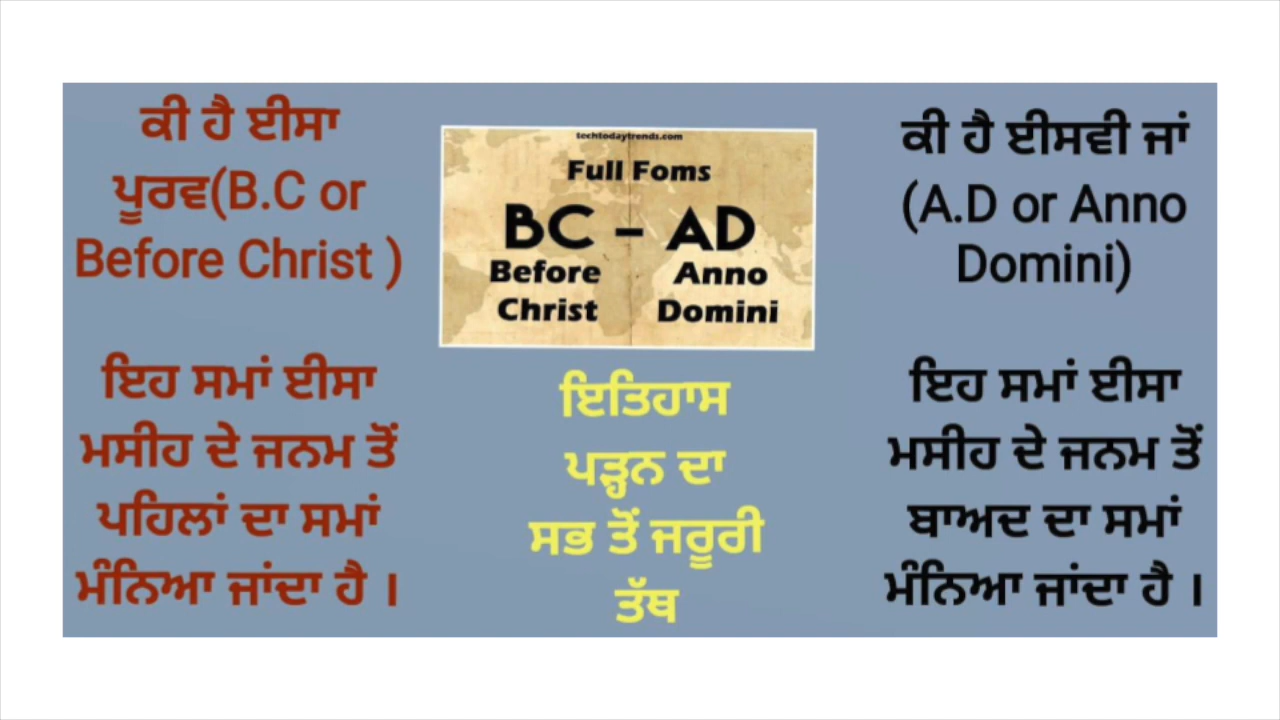 ਕੀ ਹੈ ਈਸਾ
ਪੂਰਵ(B.C or
Before Christ )
ਇਹ ਸਮਾਂ ਈਸਾ
ਮਸੀਹ ਦੇ ਜਨਮ ਤੋਂ
ਪਹਿਲਾਂ ਦਾ ਸਮਾਂ
ਮੰਨਿਆ ਜਾਂਦਾ ਹੈ ।
techtodaytrends.com
Full Foms
BC – AD
Before Anno
Christ Domini
ਇਤਿਹਾਸ
ਪੜ੍ਹਨ ਦਾ
ਸਭ ਤੋਂ ਜਰੂਰੀ
ਤੱਥ
ਕੀ ਹੈ ਈਸਵੀ ਜਾਂ
(A.D or Anno
Domini)
ਇਹ ਸਮਾਂ ਈਸਾ
ਮਸੀਹ ਦੇ ਜਨਮ ਤੋਂ
ਬਾਅਦ ਦਾ ਸਮਾਂ
ਮੰਨਿਆ ਜਾਂਦਾ ਹੈ ।